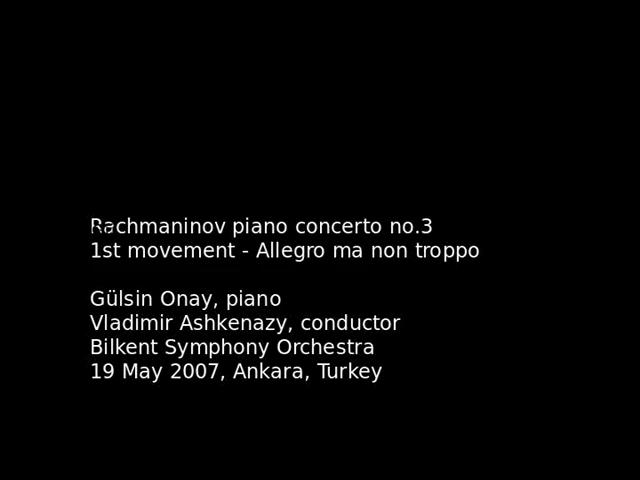 Rachmaninov piano concerto no.3
1st movement - Allegro ma non troppo
Gülsin Onay, piano
Vladimir Ashkenazy, conductor
Bilkent Symphony Orchestra
19 May 2007, Ankara, Turkey